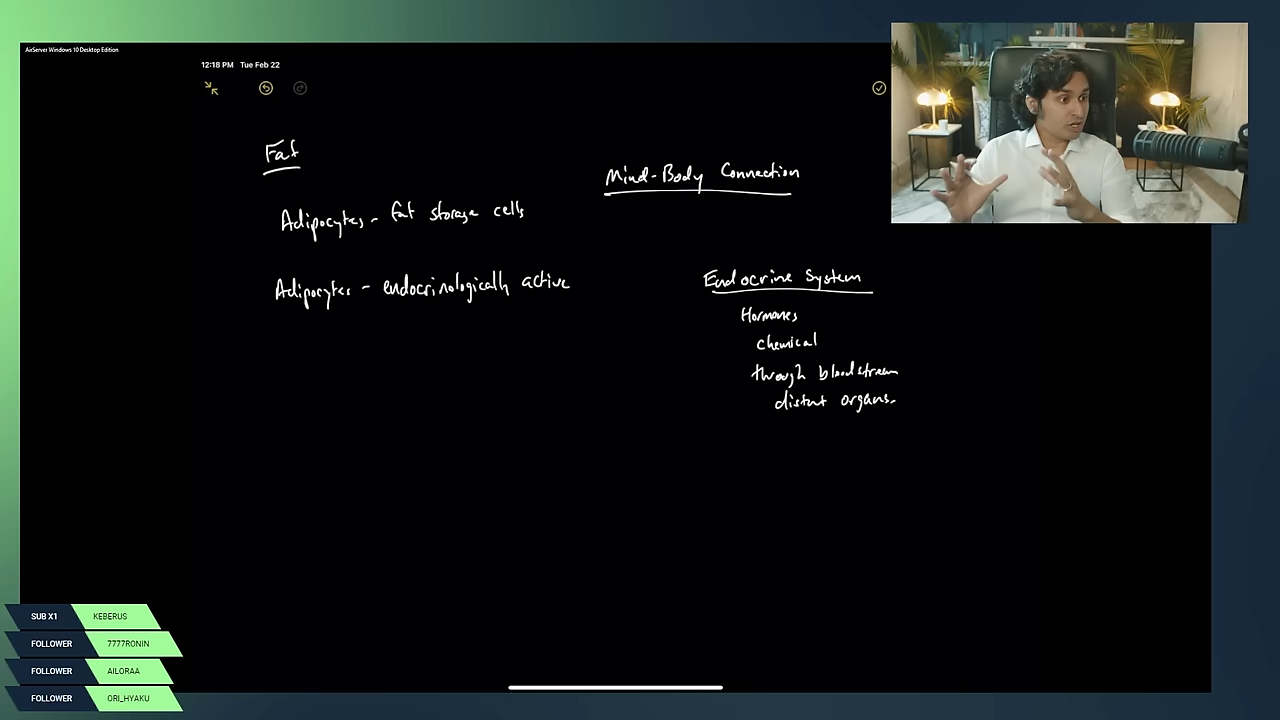 AirServer Windows 10 Desktop Edition
12:18 PM Tue Feb 22
Fat
Adipocytes - fat storage cells
Adipocytes - endocrinologically active
Mind-Body Connection
Endocrine System
Hormones
chemical
through bloodstream
distant organs.
SUB X1 KEBERUS
FOLLOWER 7777RONIN
FOLLOWER AILORAA
FOLLOWER ORI_HYAKU